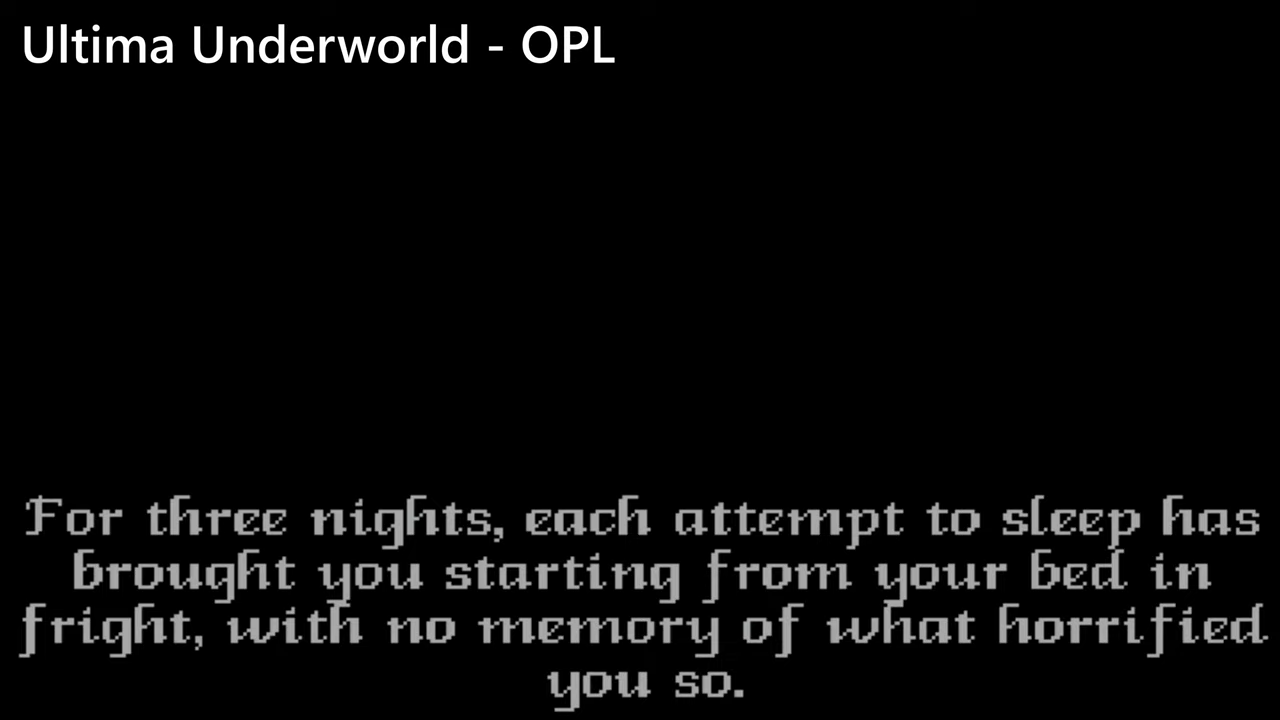 Ultima Underworld - OPL
For three nights, each attempt to sleep has
brought you starting from your bed in
fright, with no memory of what horrified
you so.